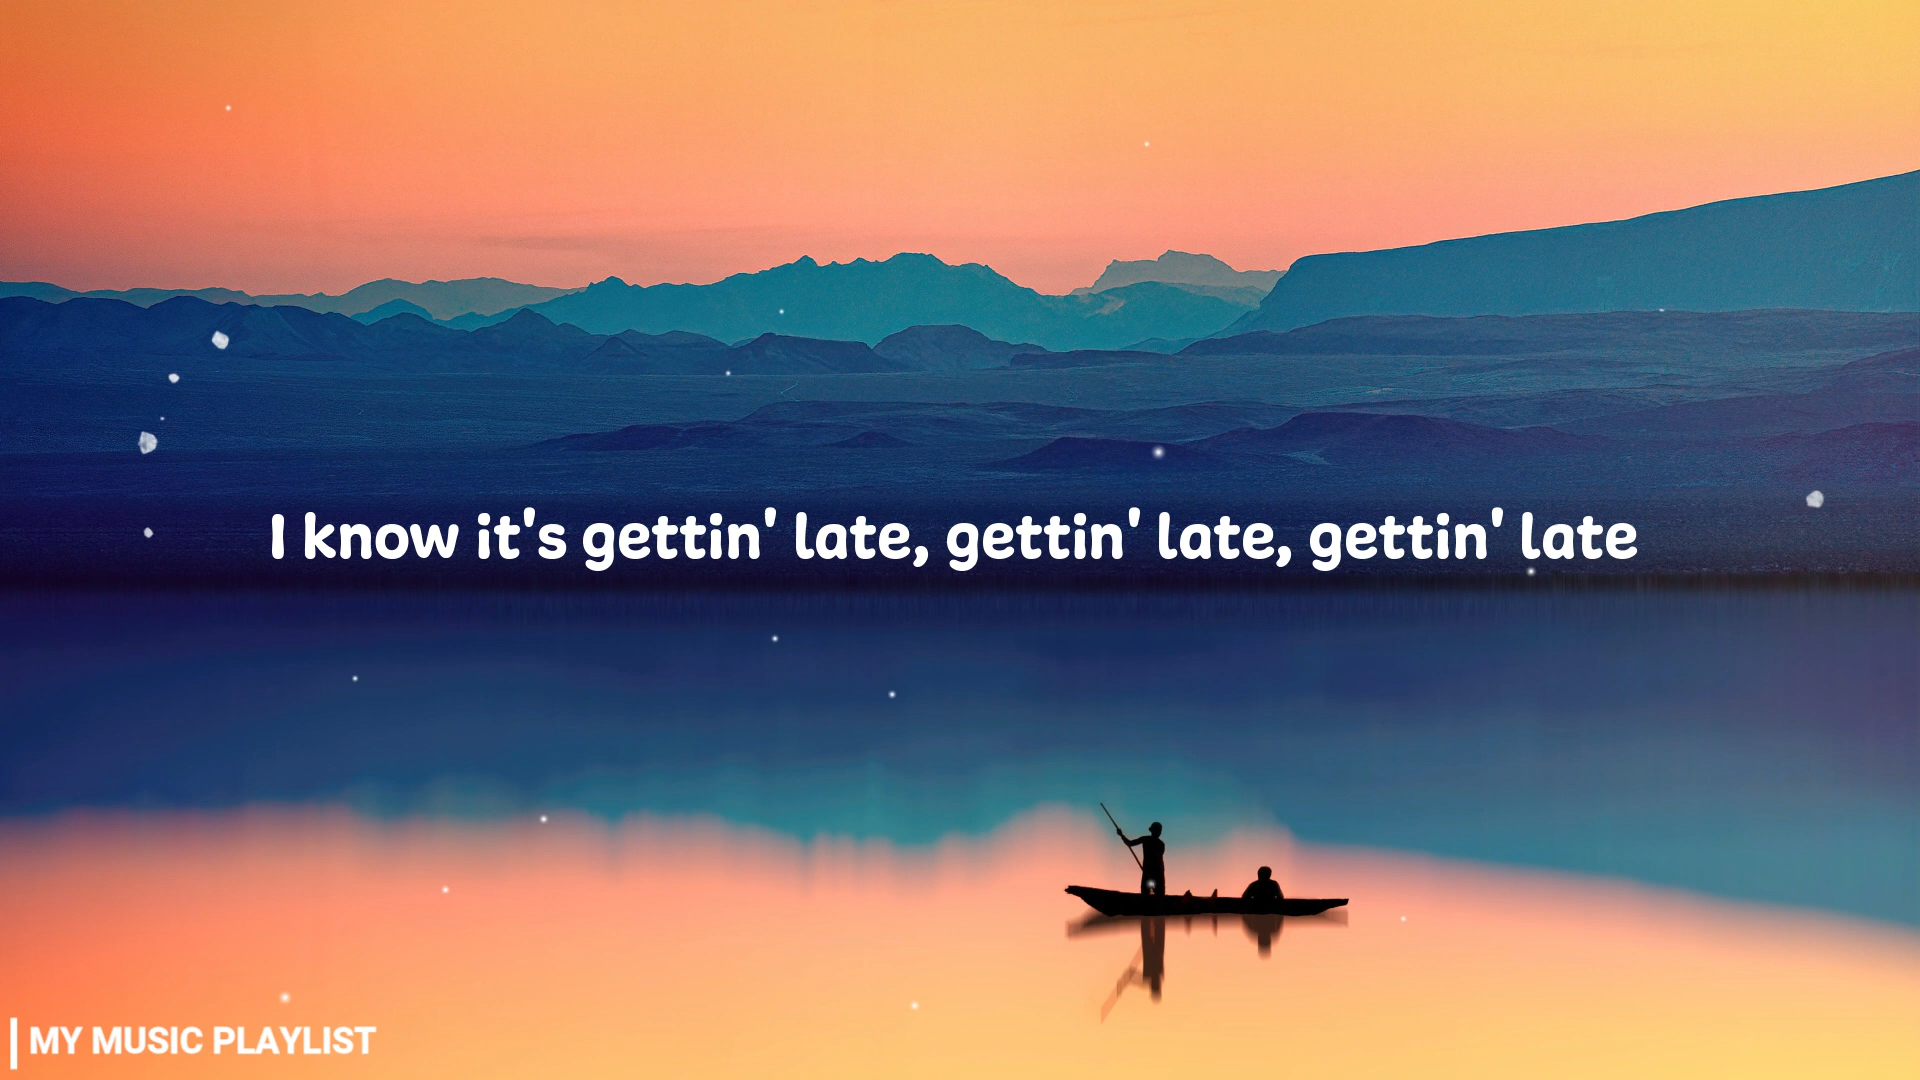 I know it's gettin' late, gettin' late, gettin' late
MY MUSIC PLAYLIST